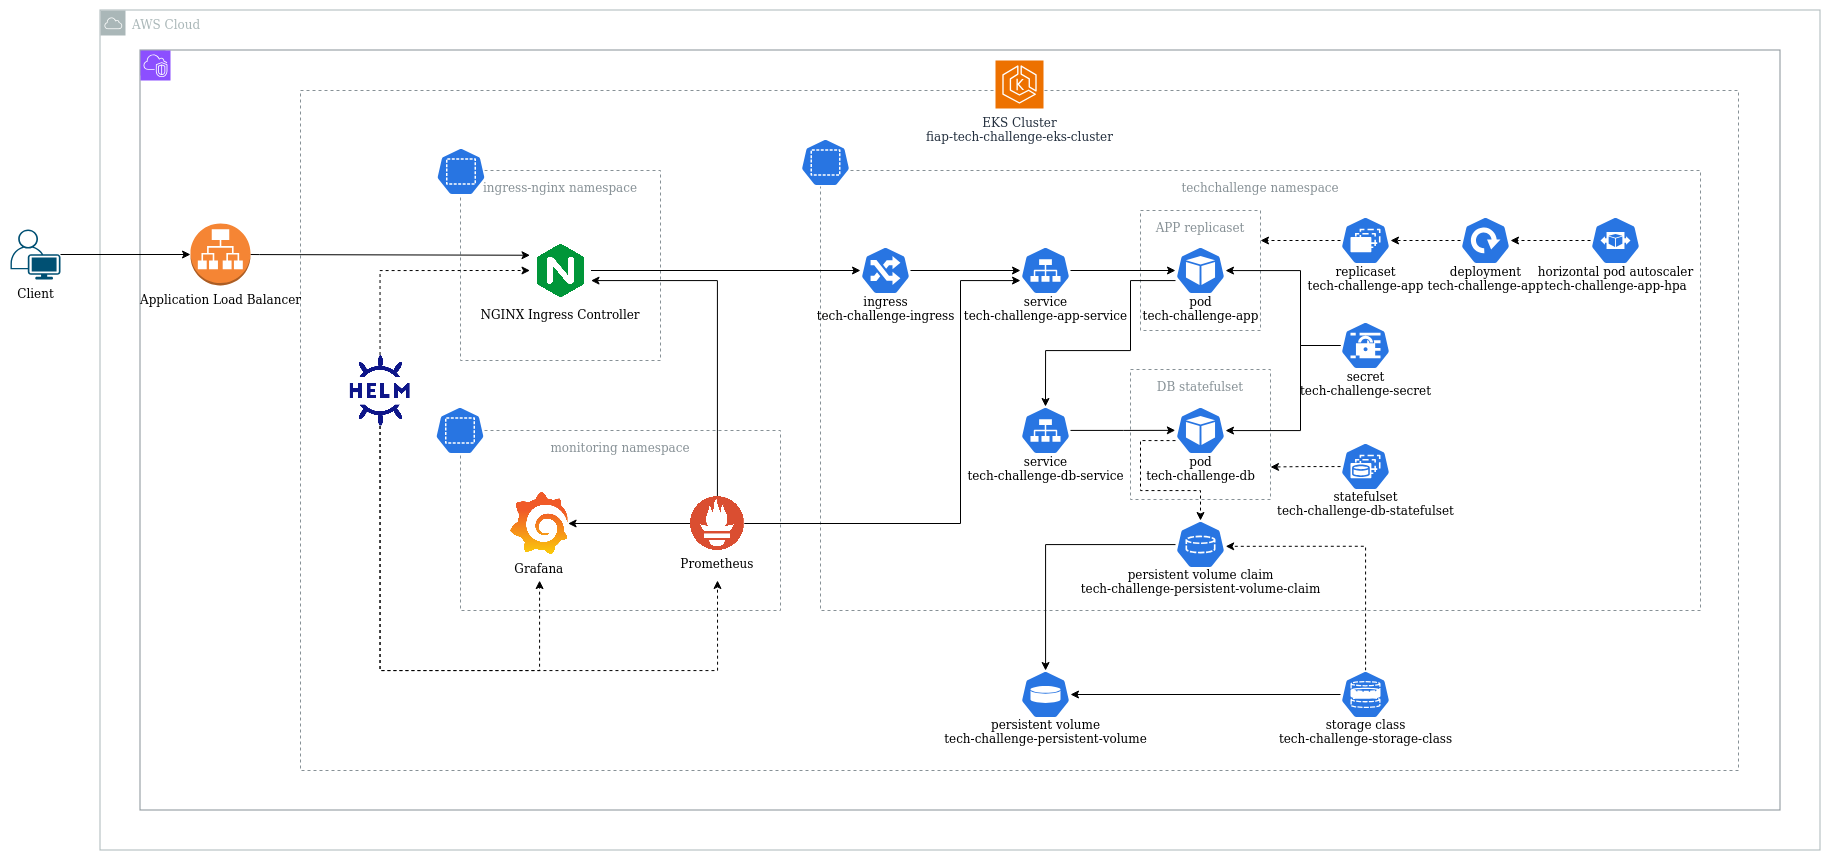 AWS Cloud
EKS Cluster
fiap-tech-challenge-eks-cluster
ingress-nginx namespace
techchallenge namespace
APP replicaset
Client
Application Load Balancer
NGINX Ingress Controller
ingress
tech-challenge-ingress
service
tech-challenge-app-service
pod
tech-challenge-app
replicaset
tech-challenge-app
deployment
tech-challenge-app
horizontal pod autoscaler
tech-challenge-app-hpa
secret
tech-challenge-secret
HELM
DB statefulset
monitoring namespace
service
tech-challenge-db-service
pod
tech-challenge-db
statefulset
tech-challenge-db-statefulset
Grafana
Prometheus
persistent volume claim
tech-challenge-persistent-volume-claim
persistent volume
tech-challenge-persistent-volume
storage class
tech-challenge-storage-class